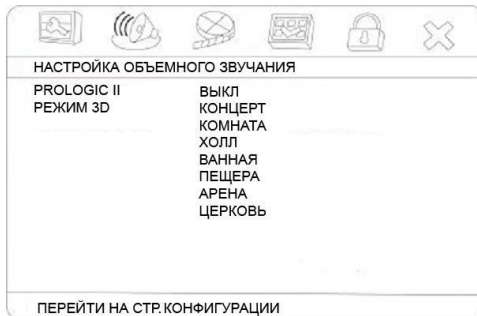 НАСТРОЙКА ОБЪЕМНОГО ЗВУЧАНИЯ
PROLOGIC II
РЕЖИМ 3D
ВЫКЛ
КОНЦЕРТ
КОМНАТА
ХОЛЛ
ВАННАЯ
ПЕЩЕРА
АРЕНА
ЦЕРКОВЬ
ПЕРЕЙТИ НА СТР. КОНФИГУРАЦИИ